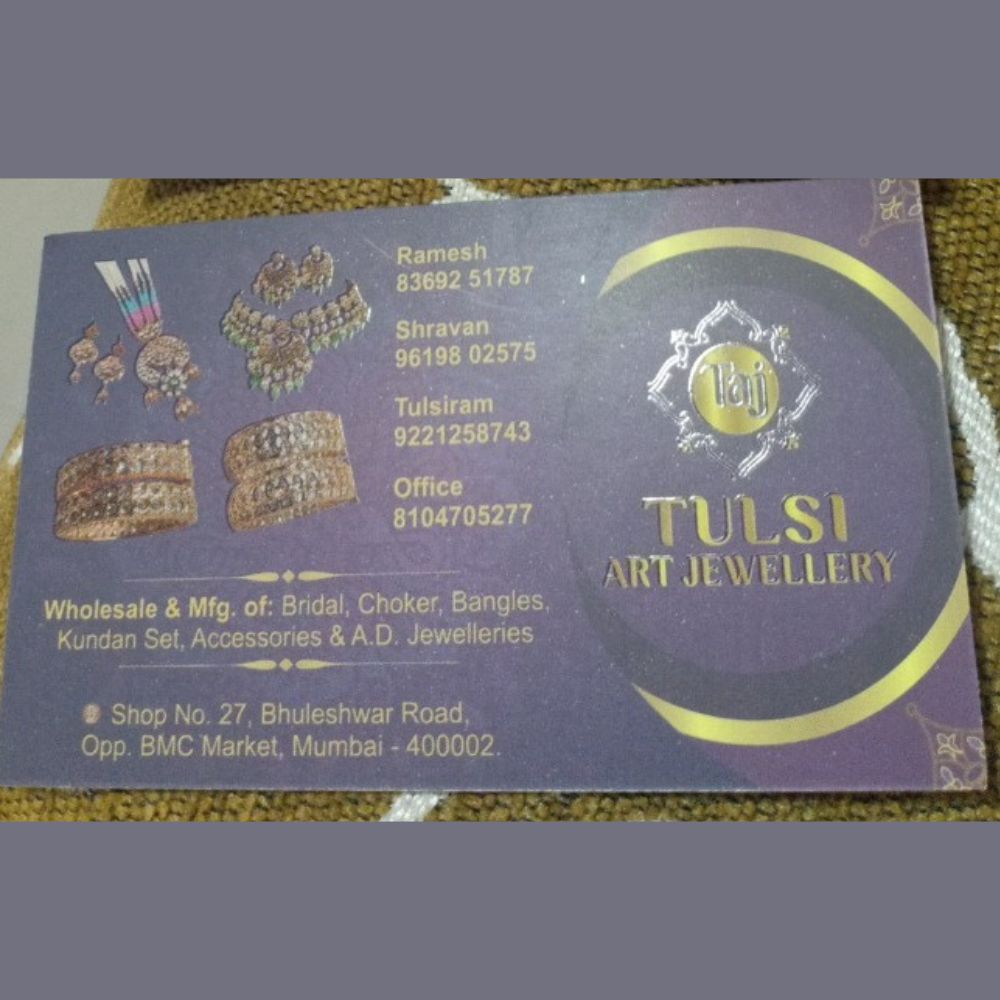 Ramesh
83692 51787
Shravan
96198 02575
Tulsiram
9221258743
Office
8104705277
Wholesale & Mfg. of: Bridal, Choker, Bangles,
Kundan Set, Accessories & A.D. Jewelleries
Shop No. 27, Bhuleshwar Road,
Opp. BMC Market, Mumbai - 400002.
Taj
TULSI
ART JEWELLERY